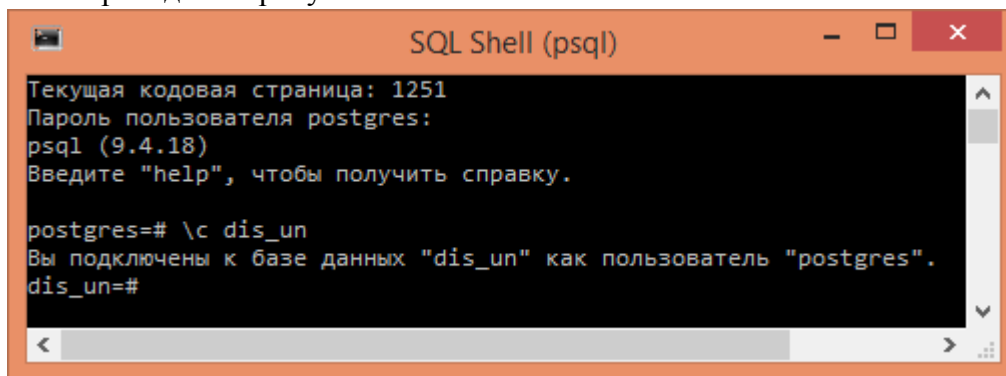 SQL Shell (psql)
Текущая кодовая страница: 1251
Пароль пользователя postgres:
psql (9.4.18)
Введите "help", чтобы получить справку.
postgres=# \c dis_un
Вы подключены к базе данных "dis_un" как пользователь "postgres".
dis_un=#